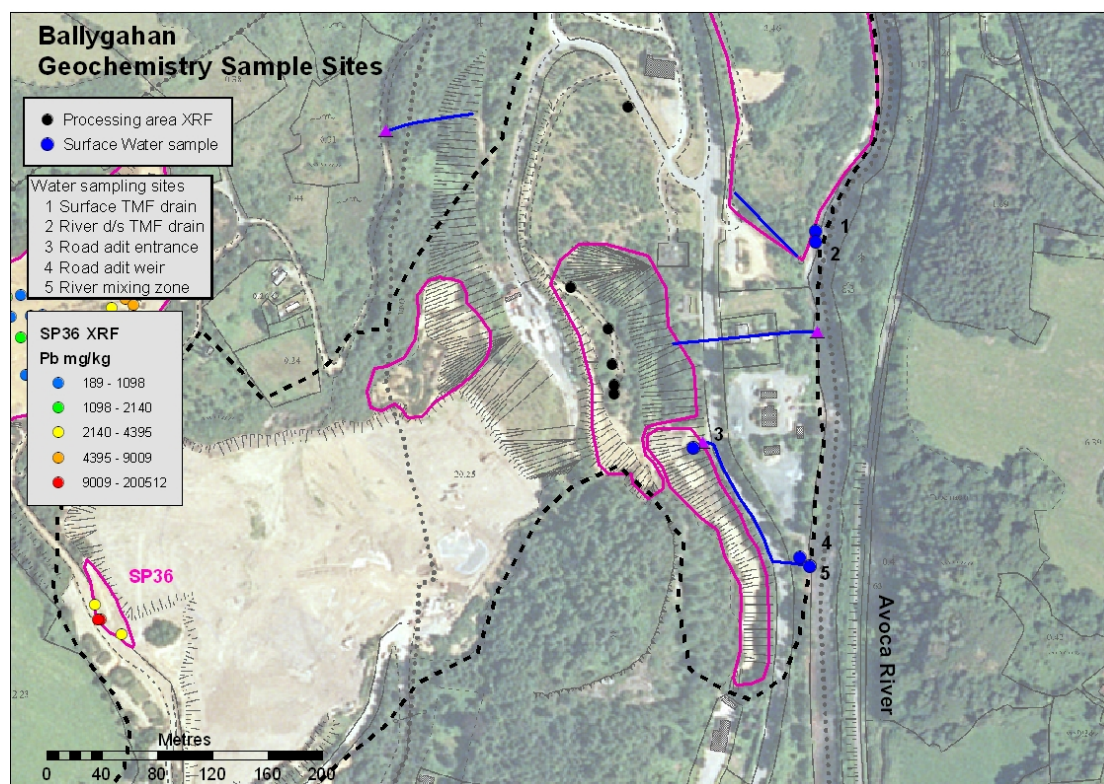 Ballygahan
Geochemistry Sample Sites
Processing area XRF
Surface Water sample
Water sampling sites
1 Surface TMF drain
2 River d/s TMF drain
3 Road adit entrance
4 Road adit weir
5 River mixing zone
SP36 XRF
Pb mg/kg
189 - 1098
1098 - 2140
2140 - 4395
4395 - 9009
9009 - 200512
1
2
3
4
5
SP36
20.25
Avoca River
Metres
0 40 80 120 160 200